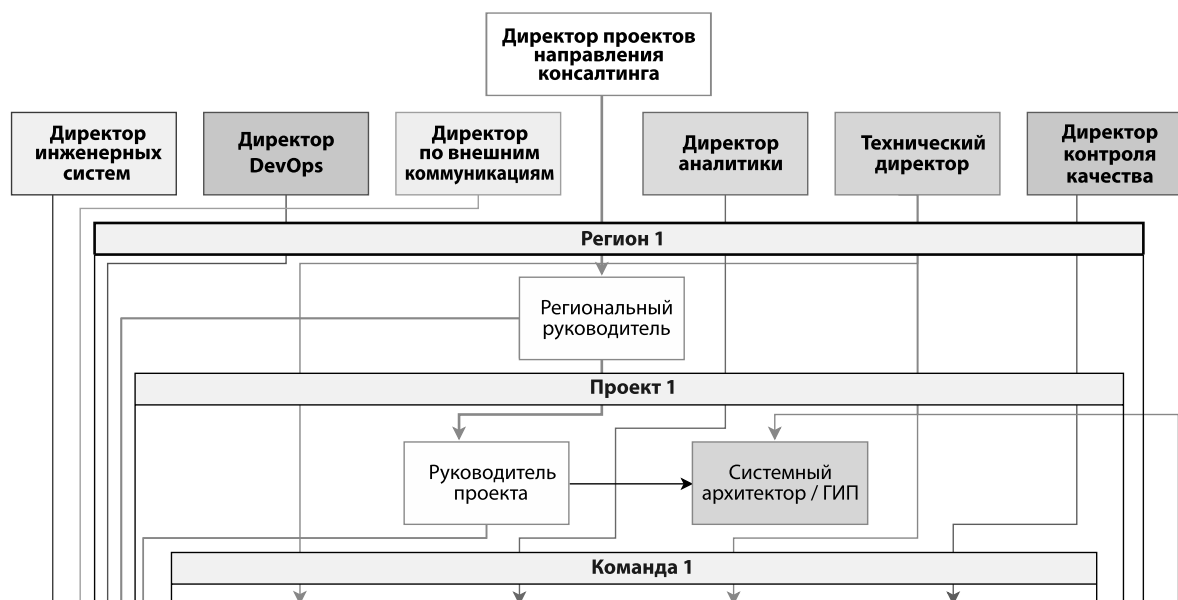 Директор проектов
направления
консалтинга
Директор
инженерных
систем
Директор
DevOps
Директор
по внешним
коммуникациям
Директор
аналитики
Технический
директор
Директор
контроля
качества
Регион 1
Региональный
руководитель
Проект 1
Руководитель
проекта
Системный
архитектор / ГИП
Команда 1